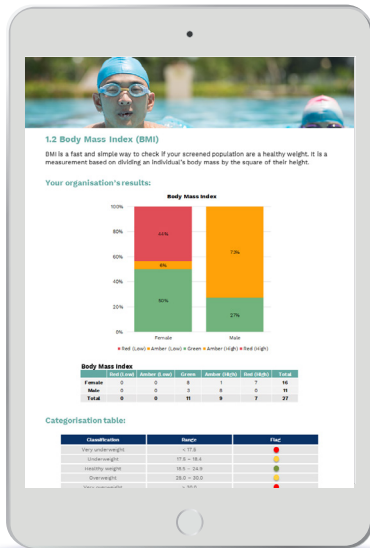 1.2 Body Mass Index (BMI)
BMI is a fast and simple way to check if your screened population are a healthy weight. It is a
measurement based on dividing an individual's body mass by the square of their height.
Your organisation's results:
Body Mass Index
100%
80%
60%
40%
20%
0%
44%
6%
50%
73%
27%
Female Male
Red (Low) Amber (Low) Green Amber (High) Red (High)
Body Mass Index
Red (Low) Amber (Low) Green Amber (High) Red (High) Total
Female 0 0 8 1 7 16
Male 0 0 3 8 0 11
Total 0 0 11 9 7 27
Categorisation table:
Classification Range Flag
Very underweight < 17.5
Underweight 17.5 – 18.4
Healthy weight 18.5 – 24.9
Overweight 25.0 – 30.0